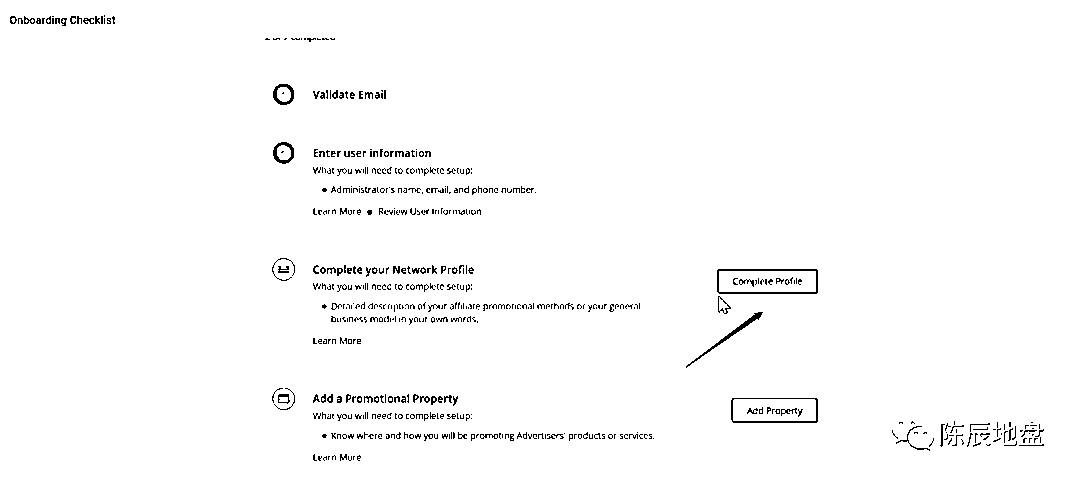 Onboarding Checklist
completed
Validate Email
Enter user information
What you will need to complete setup:
• Administrator's name, email, and phone number.
Learn More • Review User Information
Complete your Network Profile
What you will need to complete setup:
Complete Profile
• Detailed description of your affiliate promotional methods or your general
business model in your own words.
Learn More
Add a Promotional Property
What you will need to complete setup:
Add Property
• Know where and how you will be promoting Advertisers' products or services.
Learn More
陈辰地盘